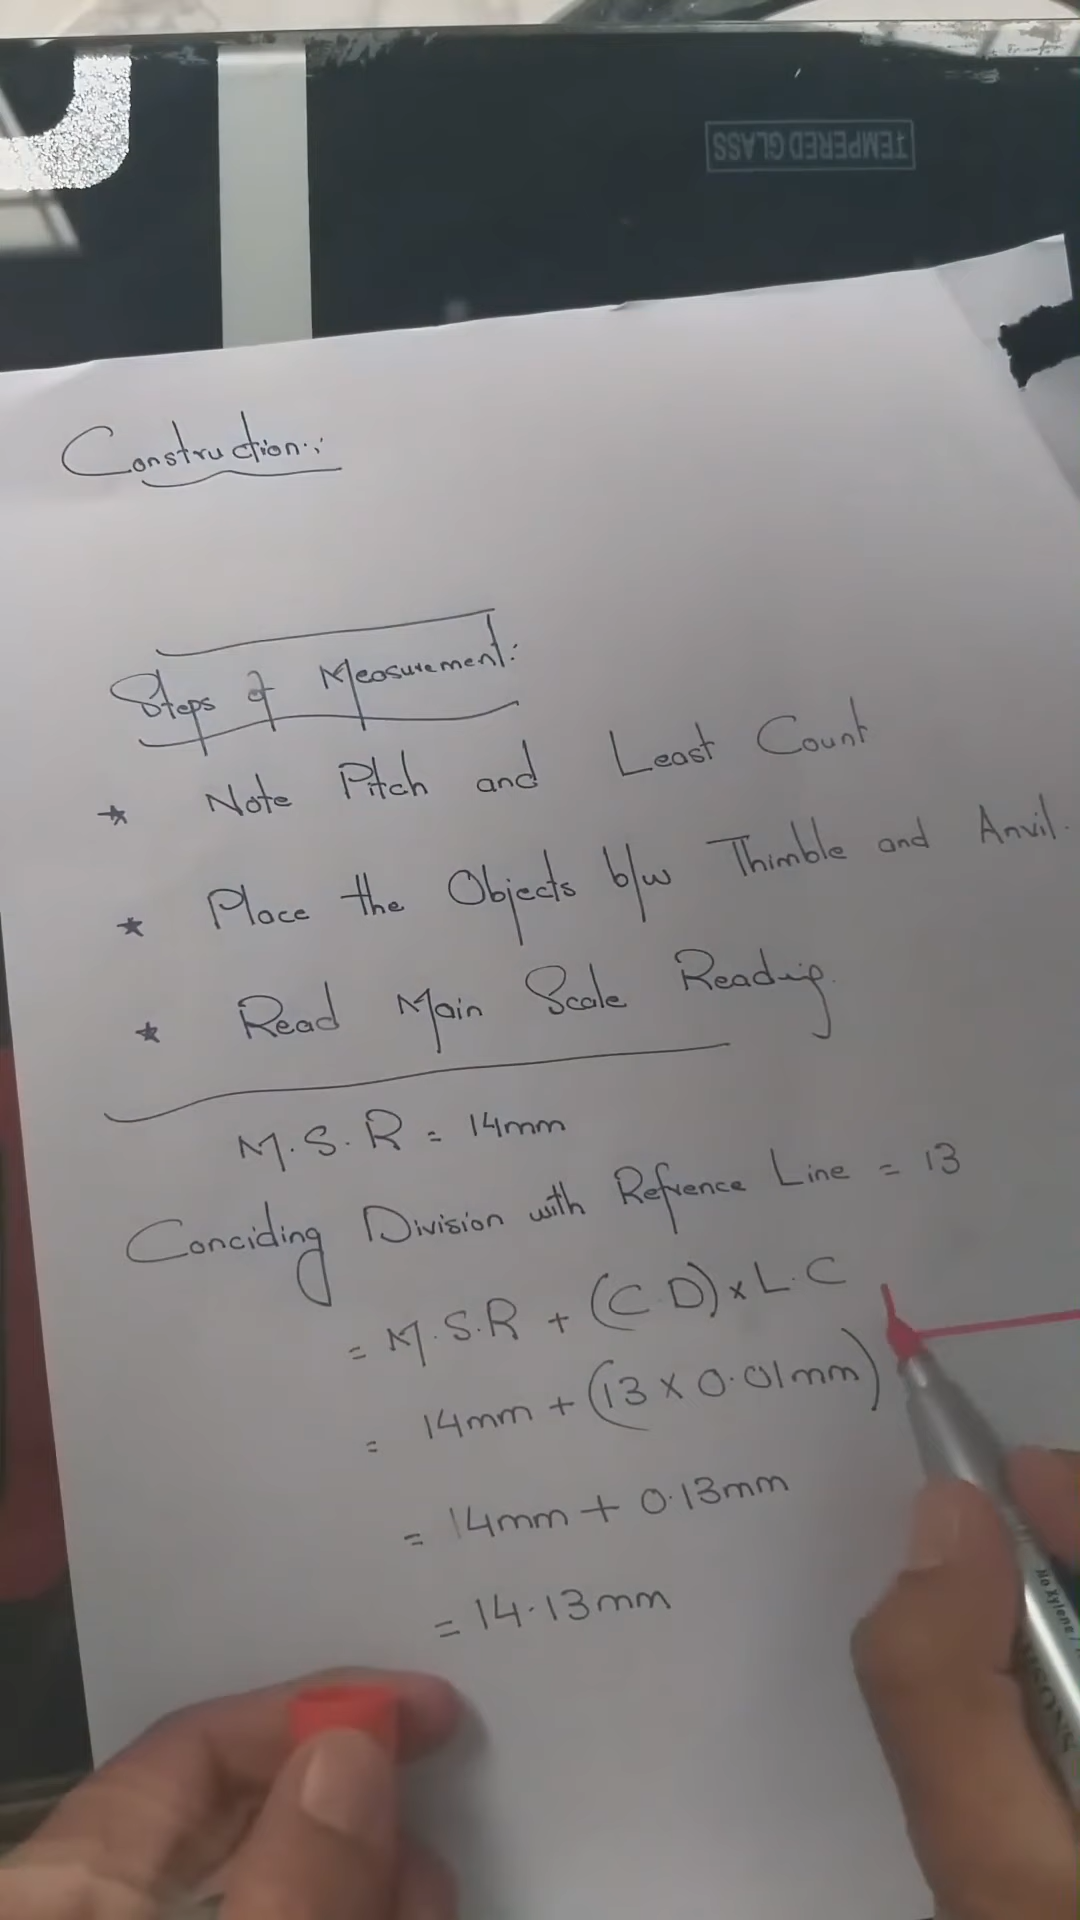 TEMPERED GLASS
Construction:
Steps of Measurement:
* Note Pitch and Least Count
* Place the Objects b/w Thimble and Anvil.
* Read Main Scale Reading.
M.S.R = 14mm
Conciding Division with Refrence Line = 13
= M.S.R + (C.D) x L.C
= 14mm + (13 x 0.01mm)
= 14mm + 0.13mm
= 14.13mm
No Xylene /